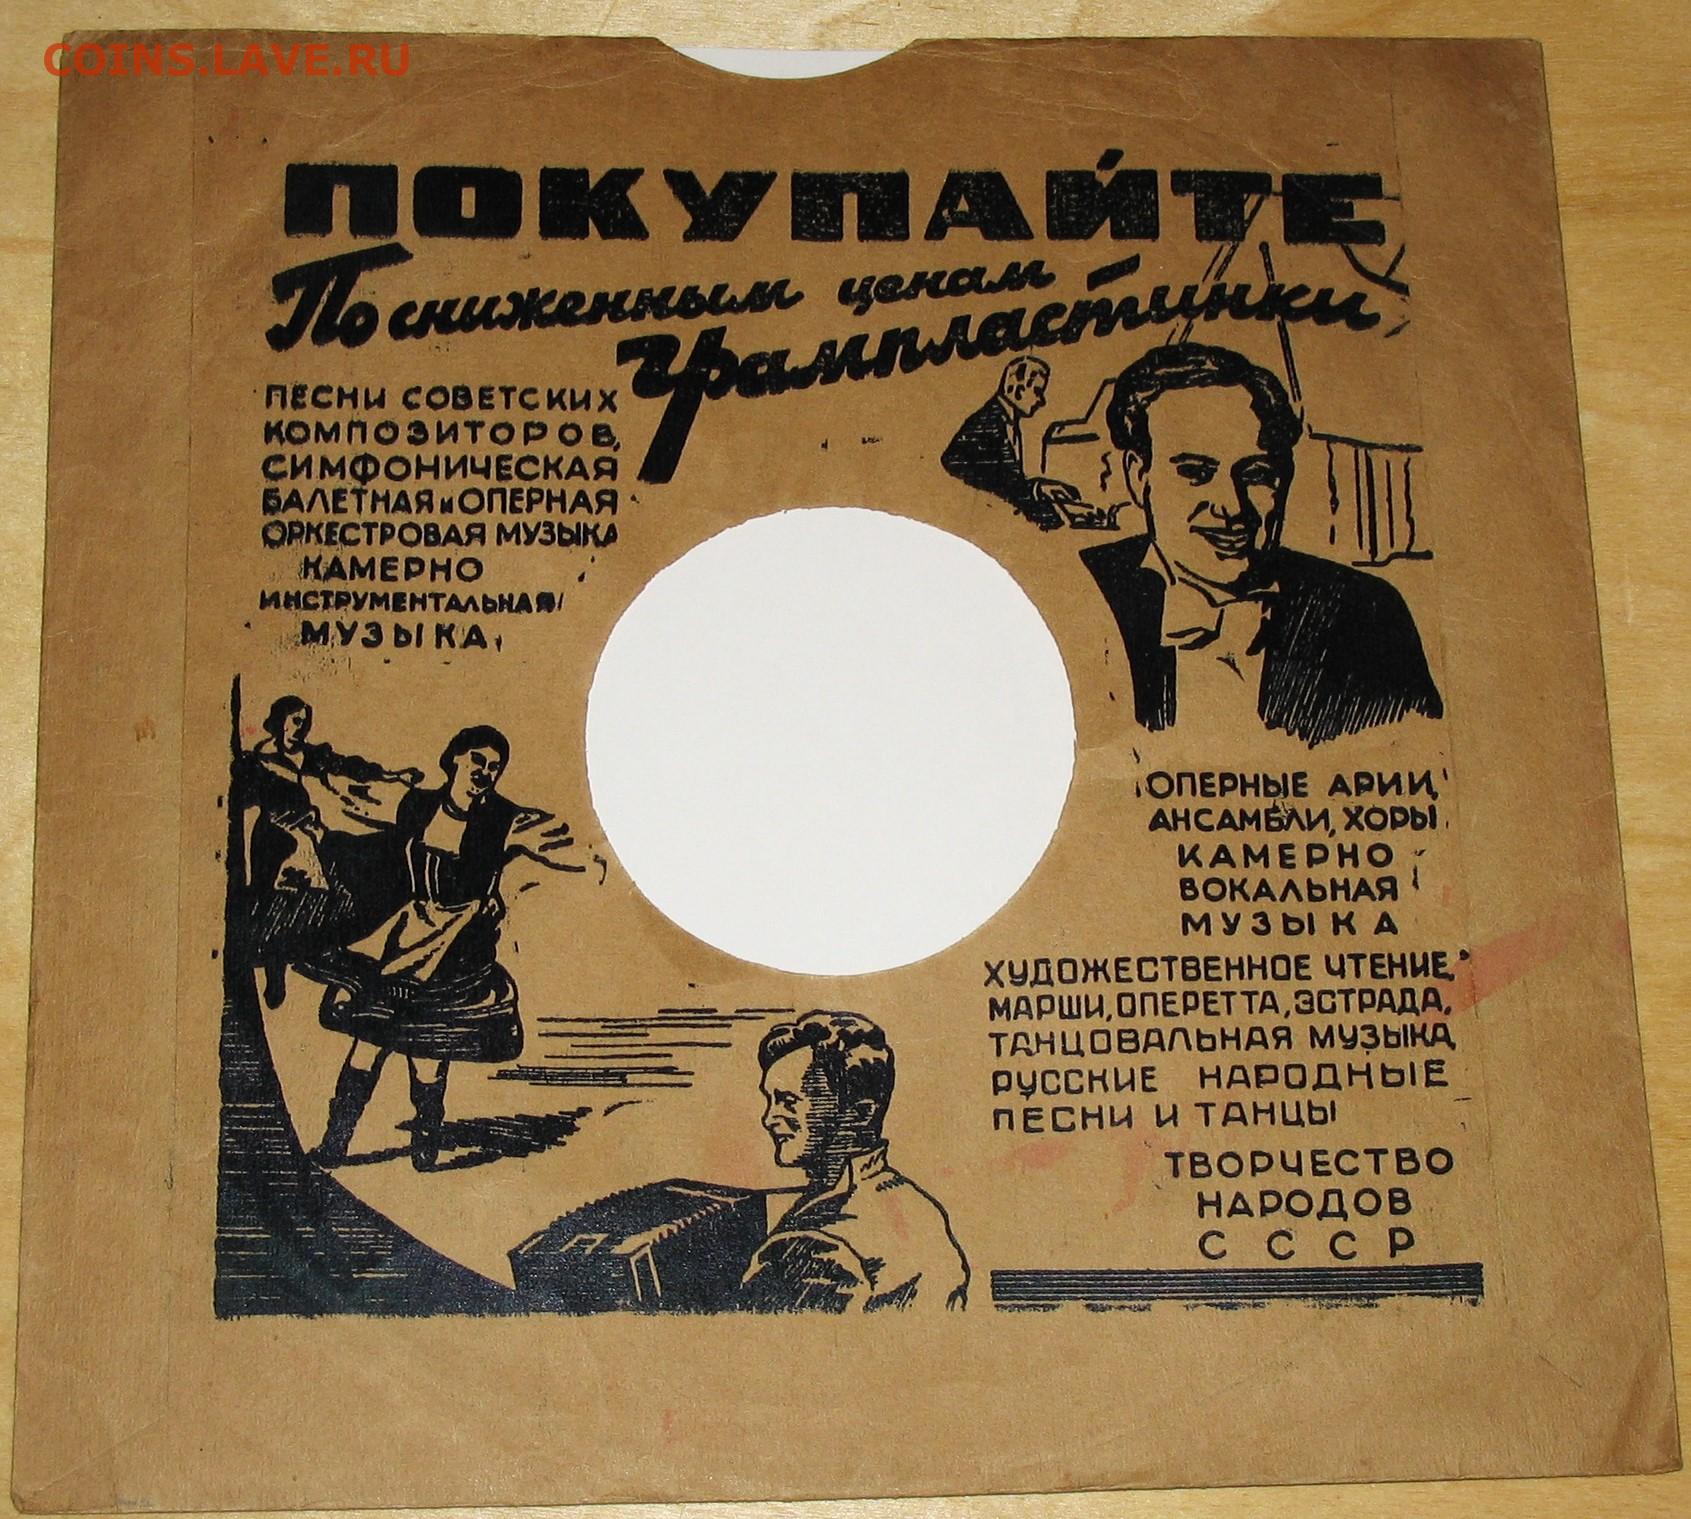 COINS.LAVE.RU
ПОКУПАЙТЕ
По сниженным ценам
грампластинки
ПЕСНИ СОВЕТСКИХ
КОМПОЗИТОРОВ,
СИМФОНИЧЕСКАЯ
БАЛЕТНАЯ и ОПЕРНАЯ
ОРКЕСТРОВАЯ МУЗЫКА
КАМЕРНО
ИНСТРУМЕНТАЛЬНАЯ
МУЗЫКА,
ОПЕРНЫЕ АРИИ,
АНСАМБЛИ, ХОРЫ,
КАМЕРНО
ВОКАЛЬНАЯ
МУЗЫКА
ХУДОЖЕСТВЕННОЕ ЧТЕНИЕ,
МАРШИ, ОПЕРЕТТА, ЭСТРАДА,
ТАНЦОВАЛЬНАЯ МУЗЫКА,
РУССКИЕ НАРОДНЫЕ
ПЕСНИ И ТАНЦЫ
ТВОРЧЕСТВО
НАРОДОВ
СССР